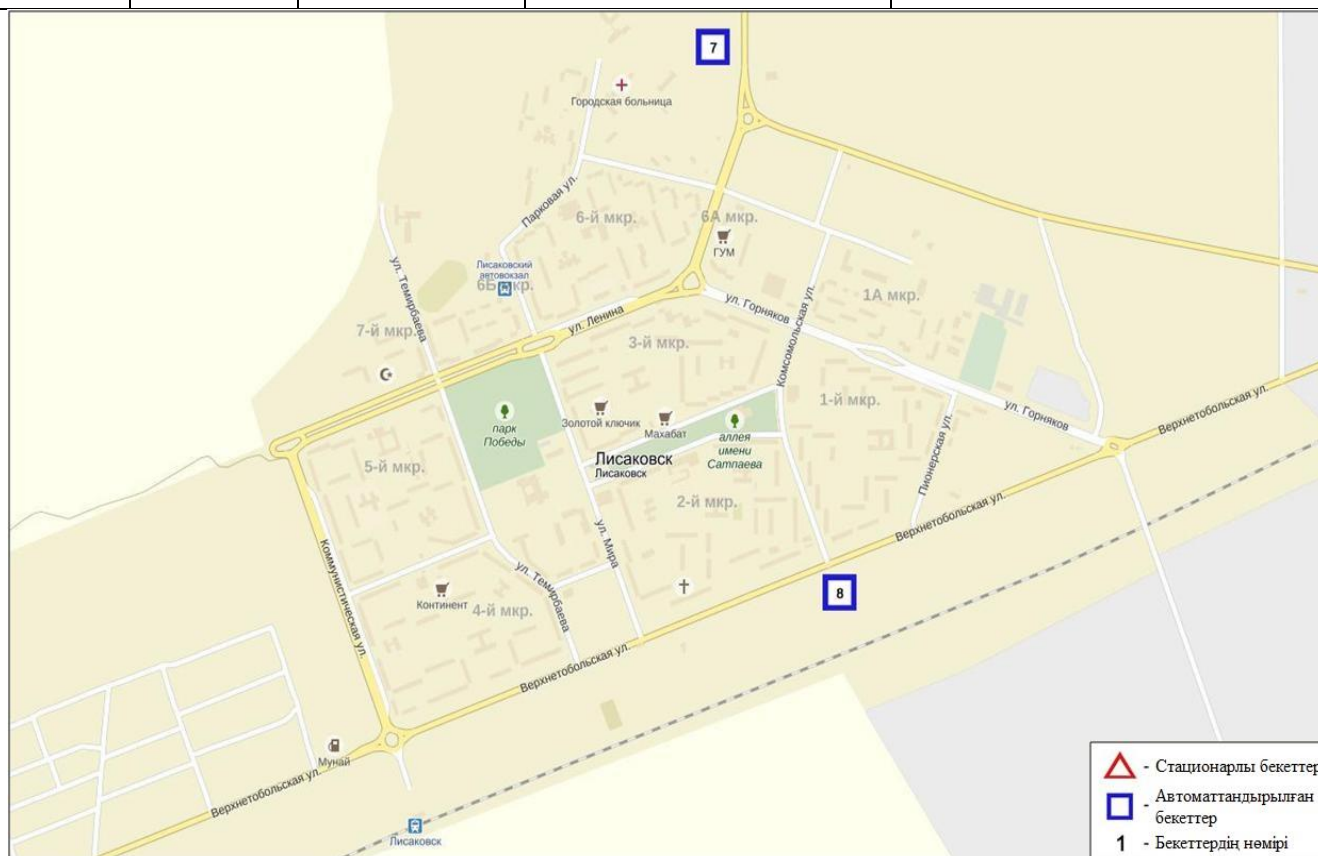 7
Городская больница
Парковая ул.
6-й мкр.
6А мкр.
ГУМ
Лисаковский
автовокзал
6Б мкр.
ул. Темирбаева
ул. Горняков
1А мкр.
7-й мкр.
ул. Ленина
3-й мкр.
Комсомольская ул.
Золотой ключик
Махабат
1-й мкр.
ул. Горняков
Верхнетобольская ул.
парк
Победы
аллея
имени
Сатпаева
Лисаковск
Лисаковск
5-й мкр.
Пионерская ул.
2-й мкр.
Верхнетобольская ул.
ул. Мира
Коммунистическая ул.
ул. Темирбаева
Континент
4-й мкр.
8
Верхнетобольская ул.
Мунай
Верхнетобольская ул.
Лисаковск
- Стационарлы бекеттер
- Автоматтандырылған
бекеттер
1 - Бекеттердің нөмірі